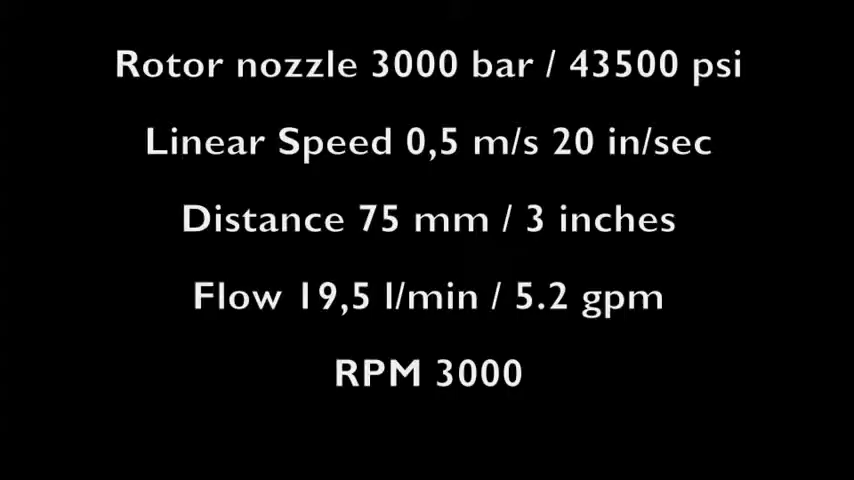 Rotor nozzle 3000 bar / 43500 psi
Linear Speed 0,5 m/s 20 in/sec
Distance 75 mm / 3 inches
Flow 19,5 l/min / 5.2 gpm
RPM 3000